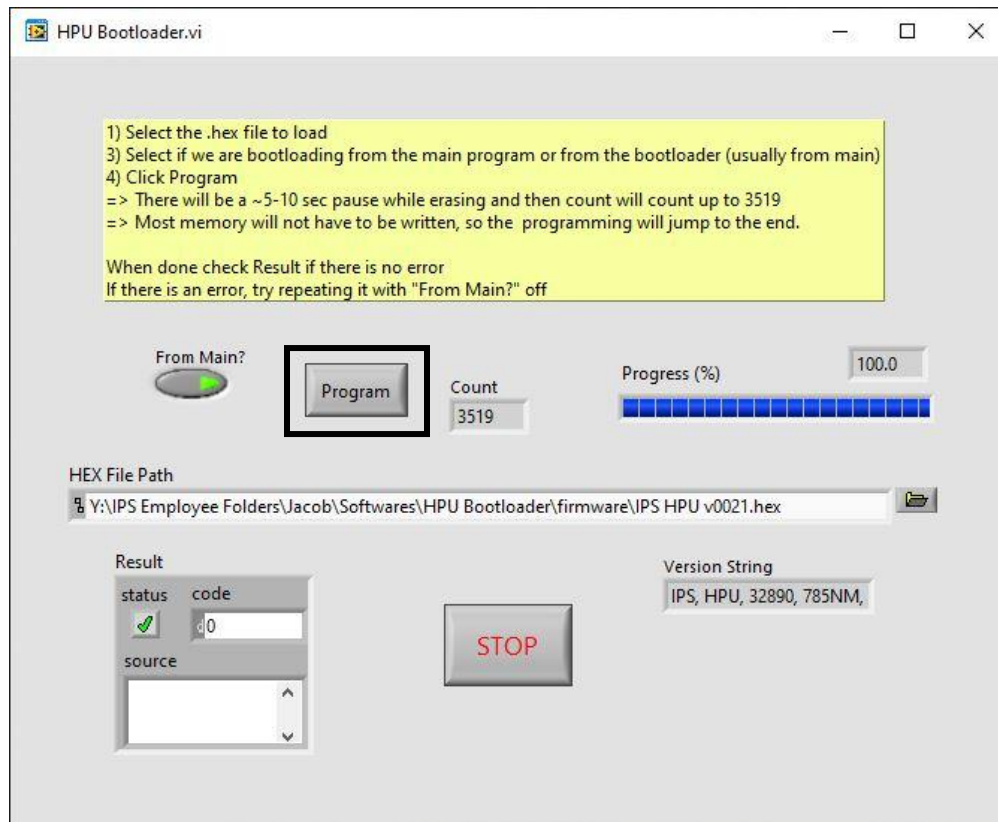 HPU Bootloader.vi
1) Select the .hex file to load
3) Select if we are bootloading from the main program or from the bootloader (usually from main)
4) Click Program
=> There will be a ~5-10 sec pause while erasing and then count will count up to 3519
=> Most memory will not have to be written, so the  programming will jump to the end.
When done check Result if there is no error
If there is an error, try repeating it with "From Main?" off
From Main?
Program
Count
3519
Progress (%)
100.0
HEX File Path
Y:\IPS Employee Folders\Jacob\Softwares\HPU Bootloader\firmware\IPS HPU v0021.hex
Result
status
code
d0
source
STOP
Version String
IPS, HPU, 32890, 785NM,